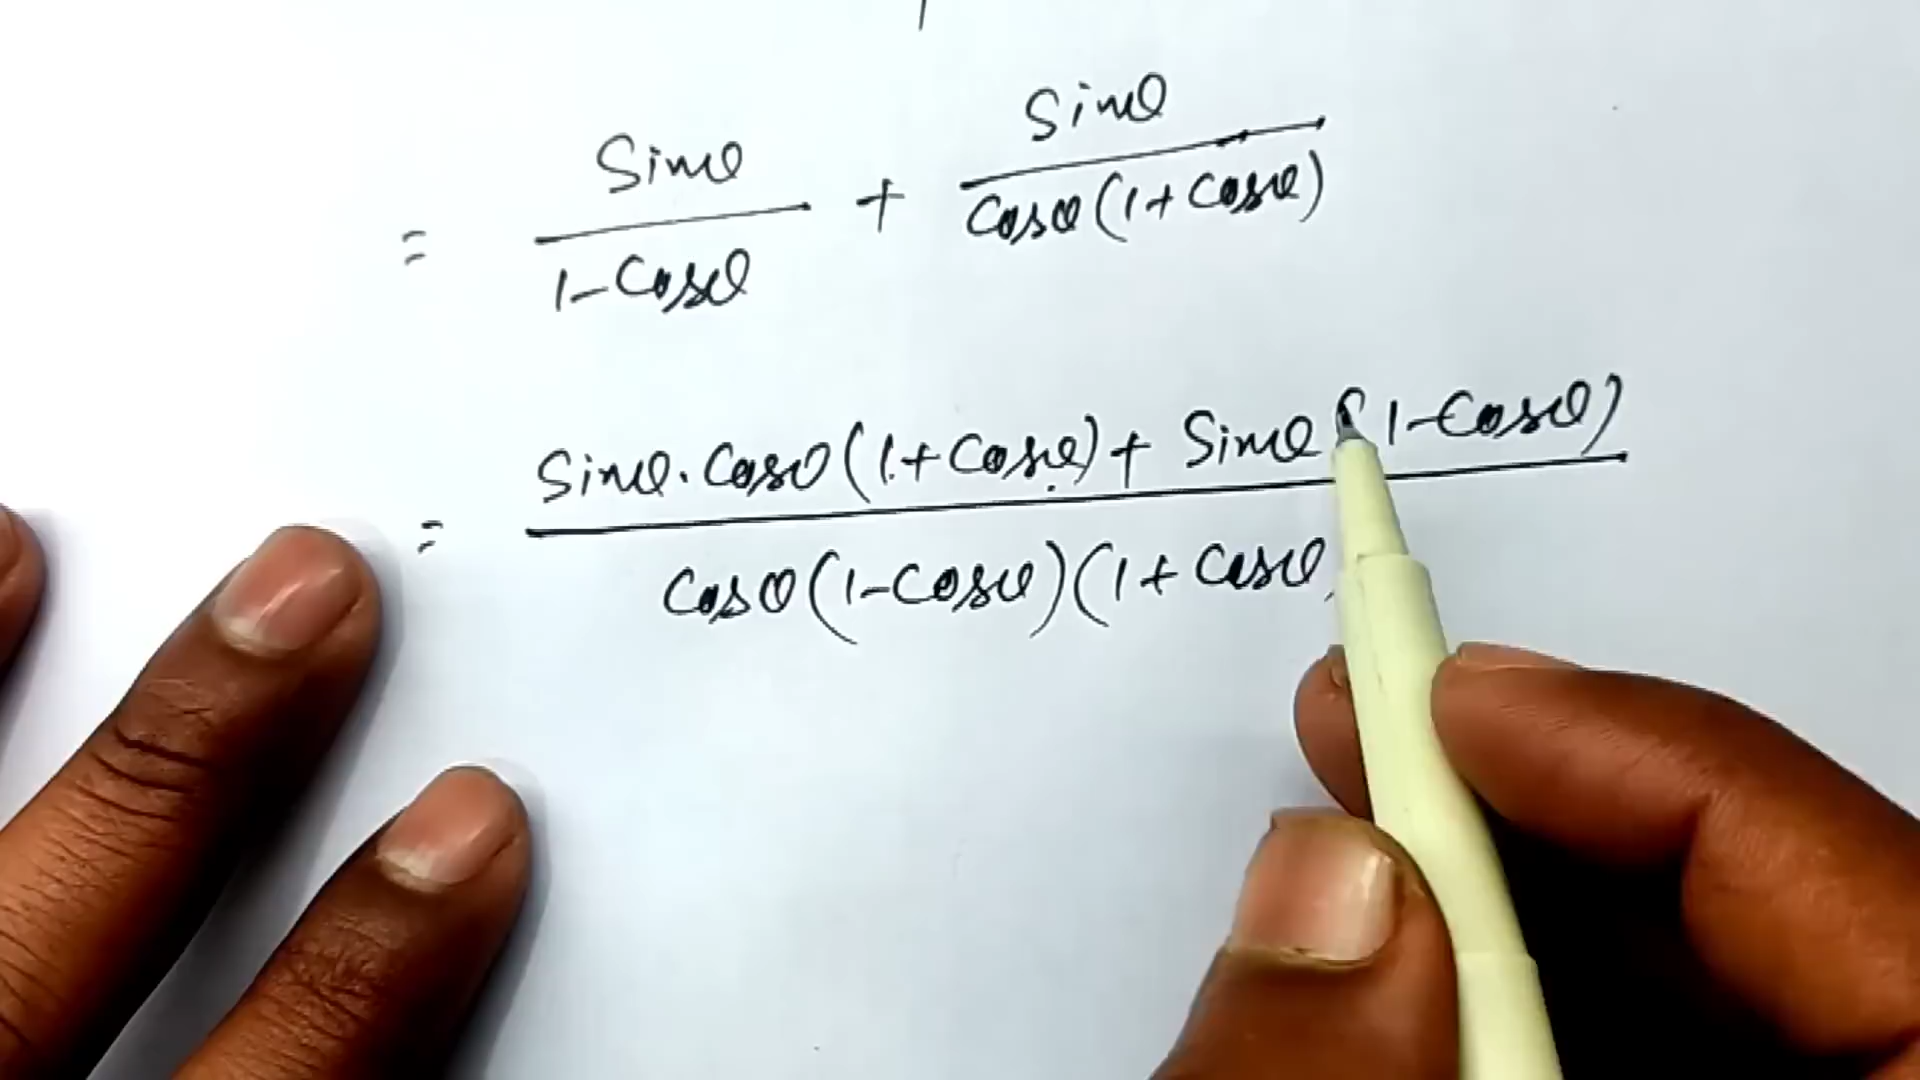 = Sinθ / 1-Cosθ + Sinθ / Cosθ(1+Cosθ)
= Sinθ.Cosθ(1+Cosθ)+ Sinθ(1-Cosθ) / Cosθ(1-Cosθ)(1+Cosθ